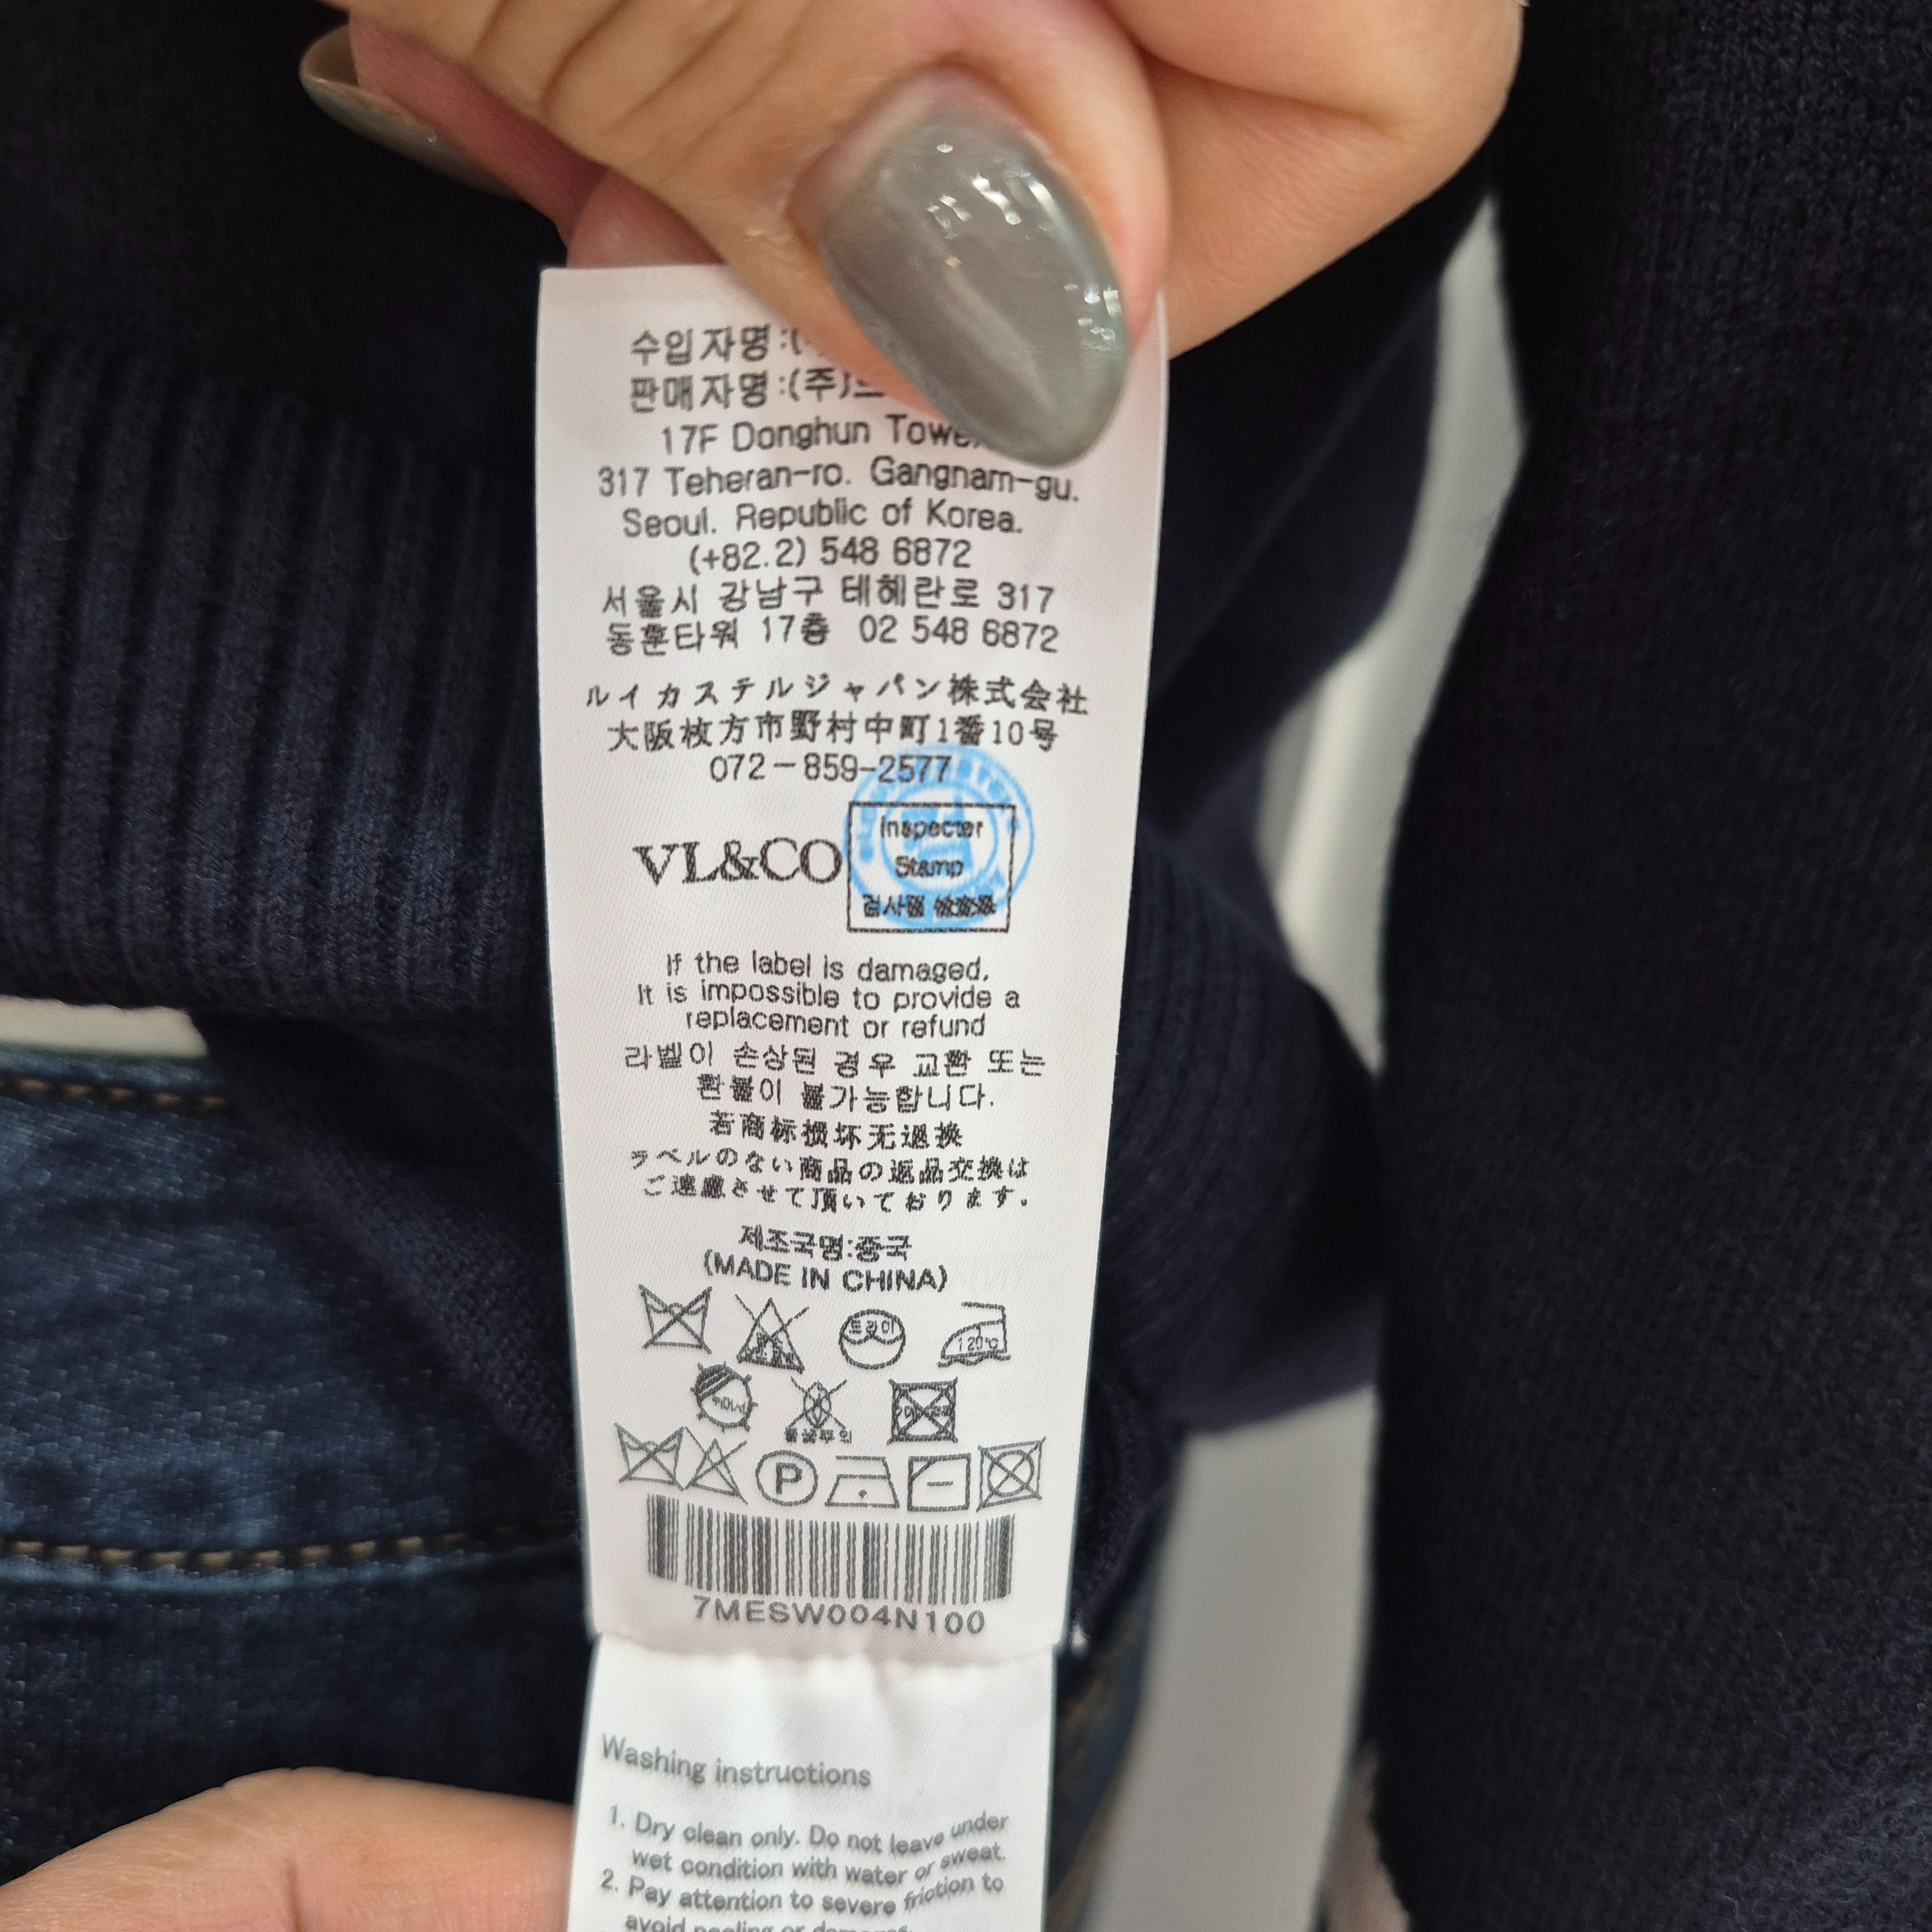 수입자명:(
판매자명:(주)
17F Donghun Tower
317 Teheran-ro. Gangnam-gu.
Seoul. Republic of Korea.
(+82.2) 548 6872
서울시 강남구 테헤란로 317
동훈타워 17층 02 548 6872
ルイカステルジャパン株式会社
大阪枚方市野村中町1番10号
072-859-2577
VL&CO
Inspecter
Stamp
If the label is damaged,
It is impossible to provide a
replacement or refund
라벨이 손상된 경우 교환 또는
환불이 불가능합니다.
若商标损坏无退换
ラベルのない商品の返品交換は
ご遠慮させて頂いております。
제조국명:중국
(MADE IN CHINA)
드라이
120℃
P
7MESW004N100
Washing instructions
1. Dry clean only. Do not leave under
wet condition with water or sweat.
2. Pay attention to severe friction to
avoid peeling or